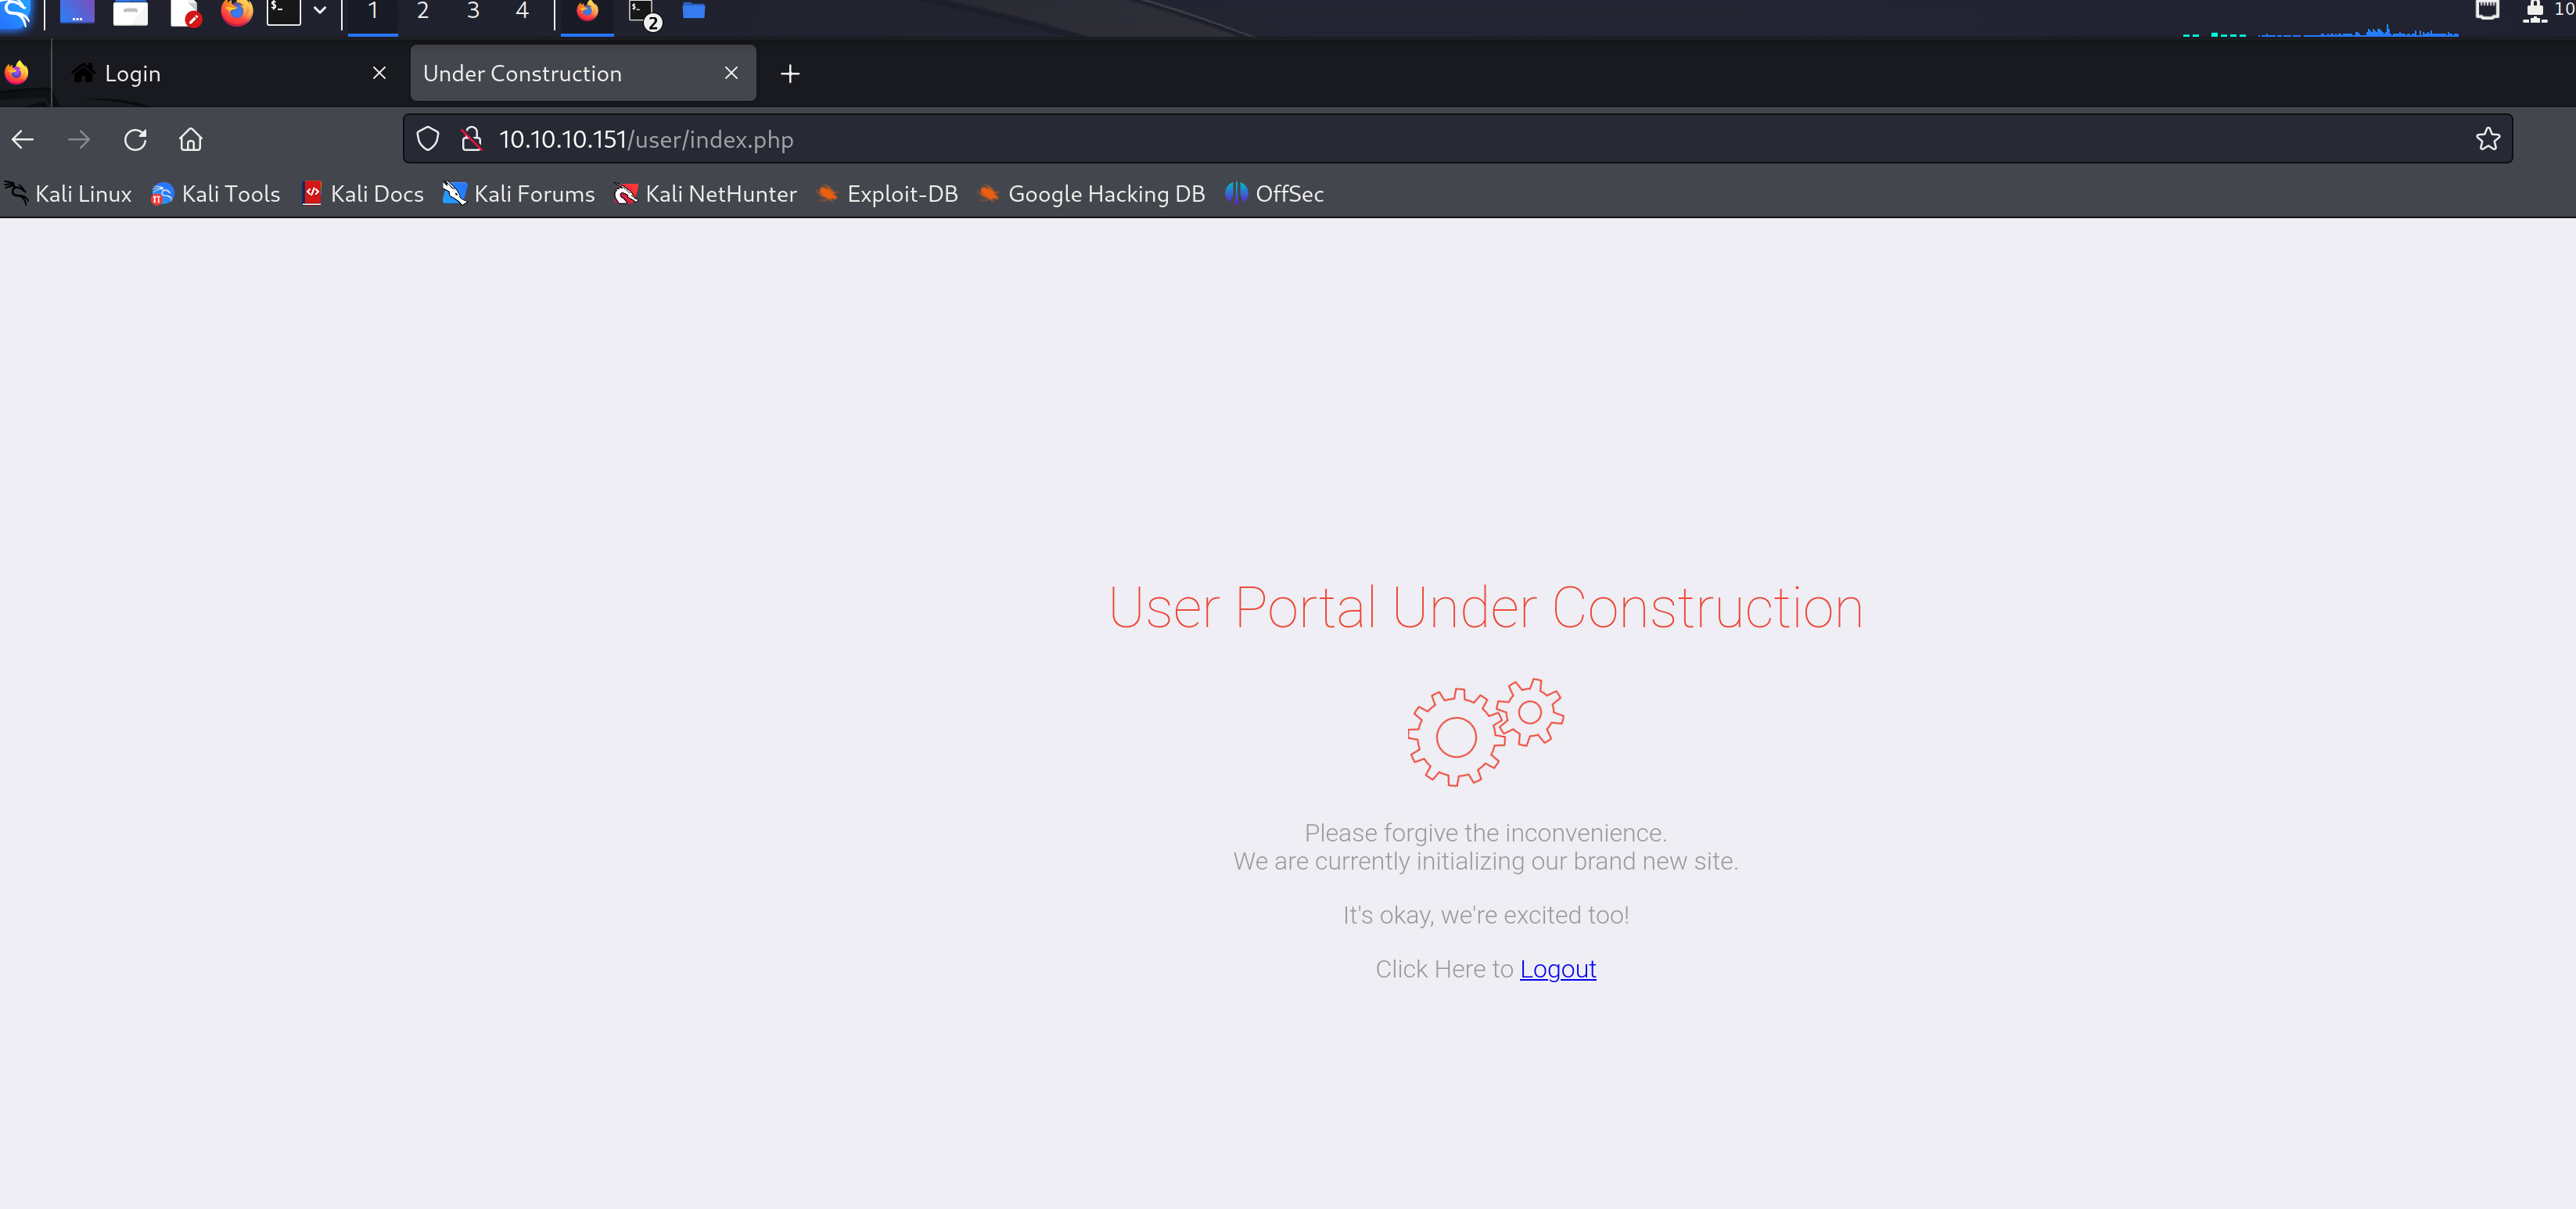 1 2 3 4 2 10
Login Under Construction
10.10.10.151/user/index.php
Kali Linux Kali Tools Kali Docs Kali Forums Kali NetHunter Exploit-DB Google Hacking DB OffSec
User Portal Under Construction
Please forgive the inconvenience.
We are currently initializing our brand new site.
It's okay, we're excited too!
Click Here to Logout